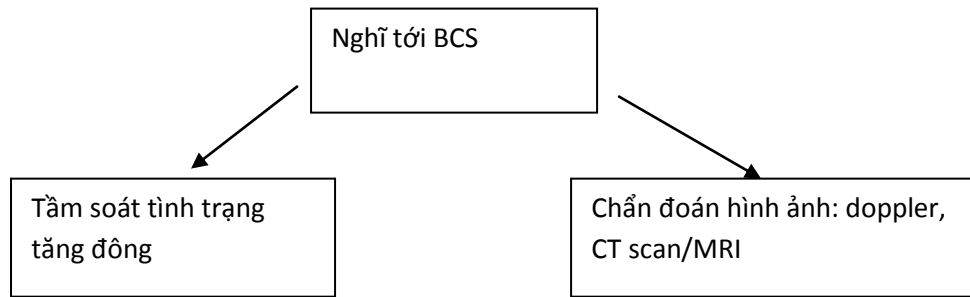 Nghĩ tới BCS
Tầm soát tình trạng
tăng đông
Chẩn đoán hình ảnh: doppler,
CT scan/MRI